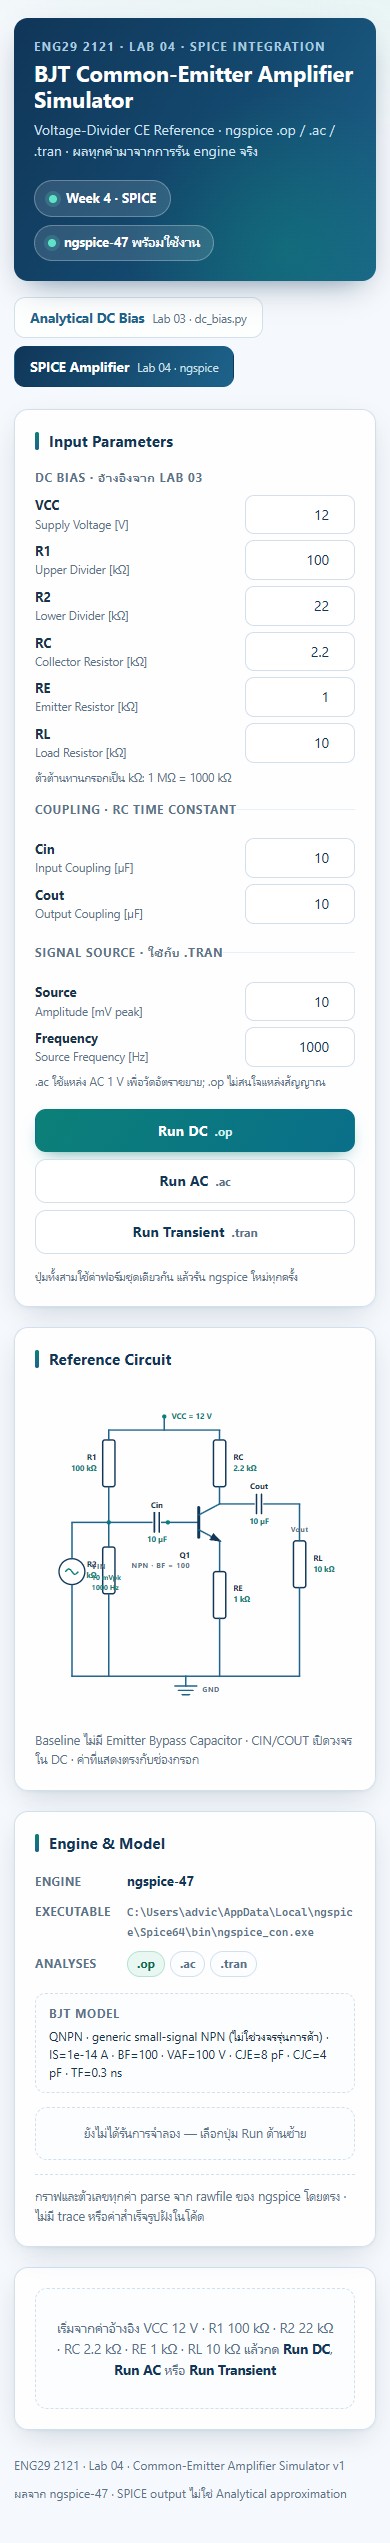 ENG29 2121 · LAB 04 · SPICE INTEGRATION
BJT Common-Emitter Amplifier
Simulator
Voltage-Divider CE Reference · ngspice .op / .ac /
.tran · ผลทุกค่ามาจากการรัน engine จริง
Week 4 · SPICE
ngspice-47 พร้อมใช้งาน
Analytical DC Bias Lab 03 · dc_bias.py
SPICE Amplifier Lab 04 · ngspice
Input Parameters
DC BIAS · อ้างอิงจาก LAB 03
VCC
Supply Voltage [V]
12
R1
Upper Divider [kΩ]
100
R2
Lower Divider [kΩ]
22
RC
Collector Resistor [kΩ]
2.2
RE
Emitter Resistor [kΩ]
1
RL
Load Resistor [kΩ]
10
ตัวต้านทานกรอกเป็น kΩ: 1 MΩ = 1000 kΩ
COUPLING · RC TIME CONSTANT
Cin
Input Coupling [µF]
10
Cout
Output Coupling [µF]
10
SIGNAL SOURCE · ใช้กับ .TRAN
Source
Amplitude [mV peak]
10
Frequency
Source Frequency [Hz]
1000
.ac ใช้แหล่ง AC 1 V เพื่อวัดอัตราขยาย; .op ไม่สนใจแหล่งสัญญาณ
Run DC .op
Run AC .ac
Run Transient .tran
ปุ่มทั้งสามใช้ค่าฟอร์มชุดเดียวกัน แล้วรัน ngspice ใหม่ทุกครั้ง
Reference Circuit
VCC = 12 V
R1
100 kΩ
RC
2.2 kΩ
Cin
10 µF
Cout
10 µF
Vout
Q1
NPN · BF = 100
R2
kΩ
10 mVpk
1000 Hz
RL
10 kΩ
RE
1 kΩ
GND
Baseline ไม่มี Emitter Bypass Capacitor · CIN/COUT เปิดวงจร
ใน DC · ค่าที่แสดงตรงกับช่องกรอก
Engine & Model
ENGINE
ngspice-47
EXECUTABLE
C:\Users\advic\AppData\Local\ngspic
e\Spice64\bin\ngspice_con.exe
ANALYSES
.op .ac .tran
BJT MODEL
QNPN · generic small-signal NPN (ไม่ใช่วงจรรุ่นการค้า) ·
IS=1e-14 A · BF=100 · VAF=100 V · CJE=8 pF · CJC=4
pF · TF=0.3 ns
ยังไม่ได้รันการจำลอง — เลือกปุ่ม Run ด้านซ้าย
กราฟและตัวเลขทุกค่า parse จาก rawfile ของ ngspice โดยตรง ·
ไม่มี trace หรือค่าสำเร็จรูปฝังในโค้ด
เริ่มจากค่าอ้างอิง VCC 12 V · R1 100 kΩ · R2 22 kΩ
· RC 2.2 kΩ · RE 1 kΩ · RL 10 kΩ แล้วกด Run DC,
Run AC หรือ Run Transient
ENG29 2121 · Lab 04 · Common-Emitter Amplifier Simulator v1
ผลจาก ngspice-47 · SPICE output ไม่ใช่ Analytical approximation